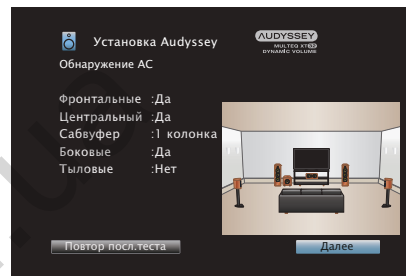 Установка Audyssey
AUDYSSEY
MULTEQ XT32
DYNAMIC VOLUME
Обнаружение АС
Фронтальные :Да
Центральный :Да
Сабвуфер :1 колонка
Боковые :Да
Тыловые :Нет
Повтор посл.теста
Далее